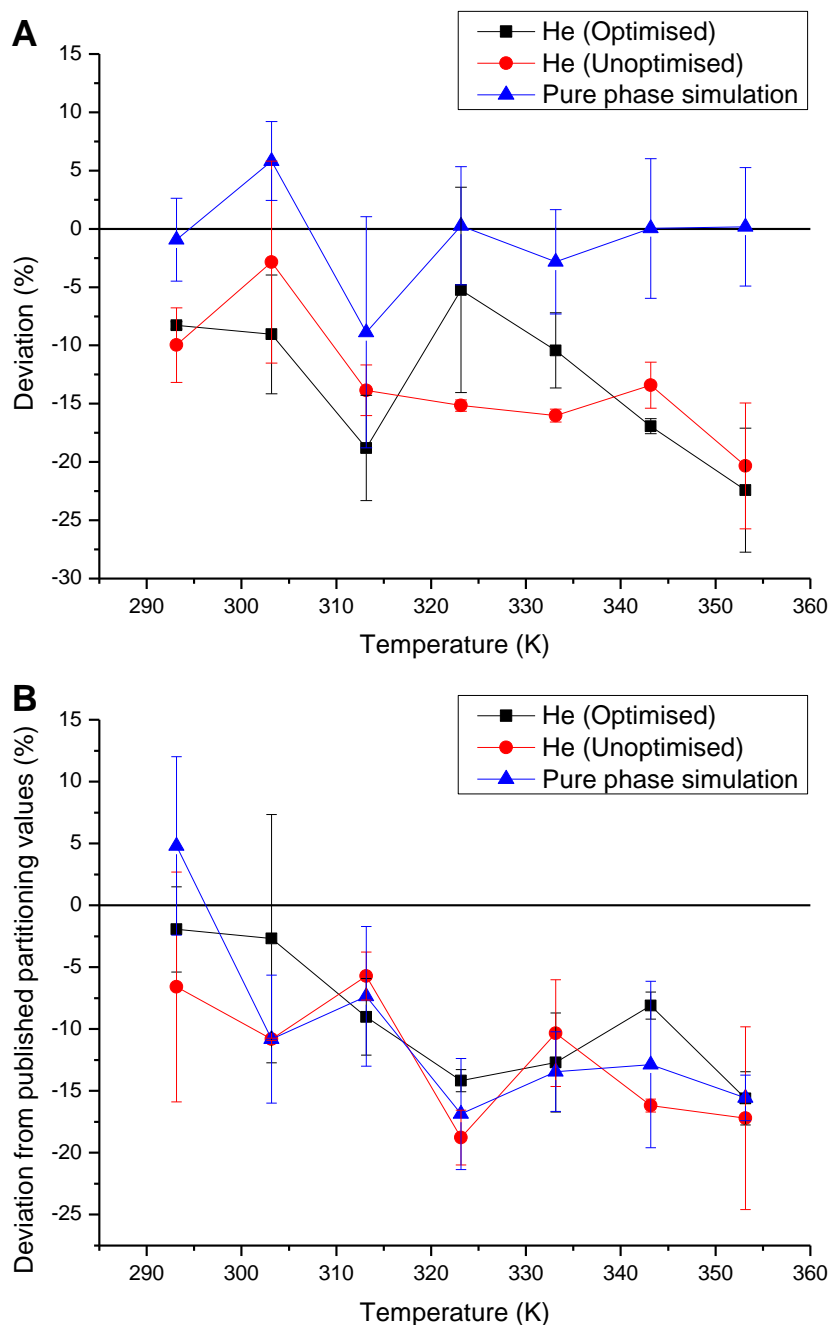 A
He (Optimised)
He (Unoptimised)
Pure phase simulation
15
10
5
0
-5
-10
-15
-20
-25
-30
Deviation (%)
290 300 310 320 330 340 350 360
Temperature (K)
B
He (Optimised)
He (Unoptimised)
Pure phase simulation
15
10
5
0
-5
-10
-15
-20
-25
Deviation from published partitioning values (%)
290 300 310 320 330 340 350 360
Temperature (K)